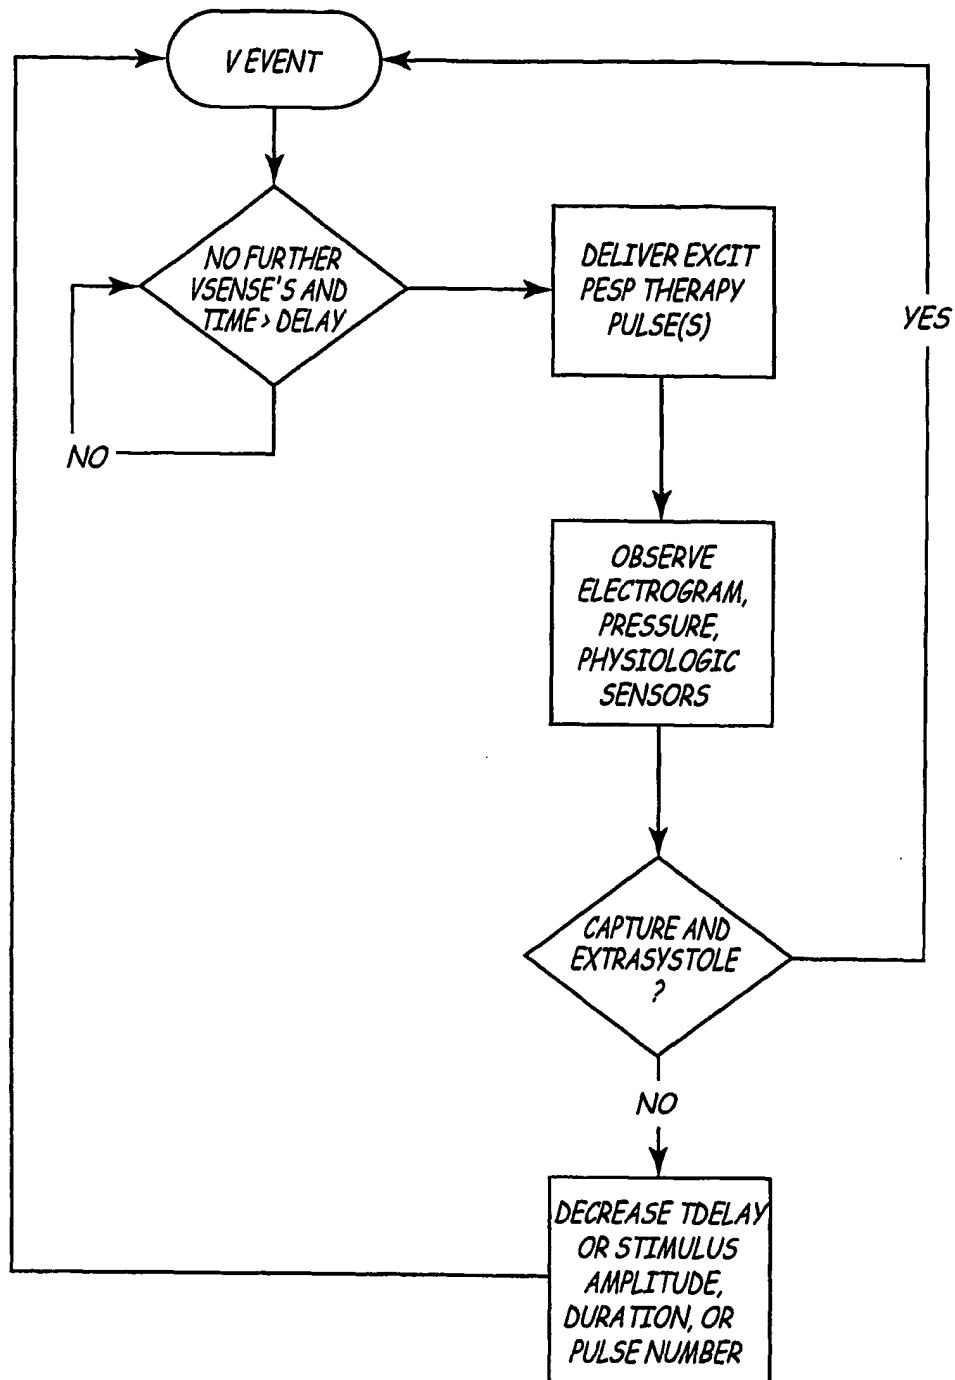 V EVENT
NO FURTHER
VSENSE'S AND
TIME > DELAY
NO
DELIVER EXCIT
PESP THERAPY
PULSE(S)
YES
OBSERVE
ELECTROGRAM,
PRESSURE,
PHYSIOLOGIC
SENSORS
CAPTURE AND
EXTRASYSTOLE
?
NO
DECREASE TDELAY
OR STIMULUS
AMPLITUDE,
DURATION, OR
PULSE NUMBER